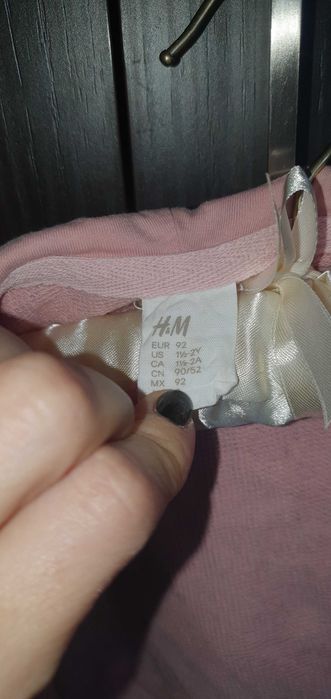 H&M
EUR 92
US 1½-2Y
CA 1½-2A
CN 90/52
MX 92